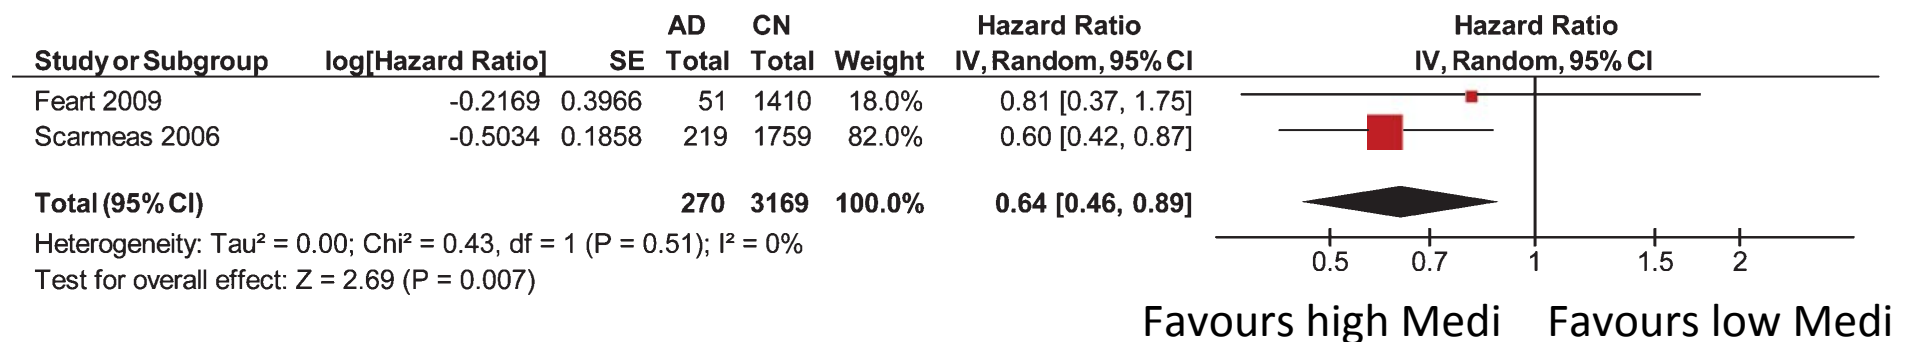 AD CN Hazard Ratio Hazard Ratio
Study or Subgroup log[Hazard Ratio] SE Total Total Weight IV, Random, 95% CI IV, Random, 95% CI
Feart 2009 -0.2169 0.3966 51 1410 18.0% 0.81 [0.37, 1.75]
Scarmeas 2006 -0.5034 0.1858 219 1759 82.0% 0.60 [0.42, 0.87]
Total (95% CI) 270 3169 100.0% 0.64 [0.46, 0.89]
Heterogeneity: Tau² = 0.00; Chi² = 0.43, df = 1 (P = 0.51); I² = 0%
Test for overall effect: Z = 2.69 (P = 0.007)
0.5 0.7 1 1.5 2
Favours high Medi Favours low Medi